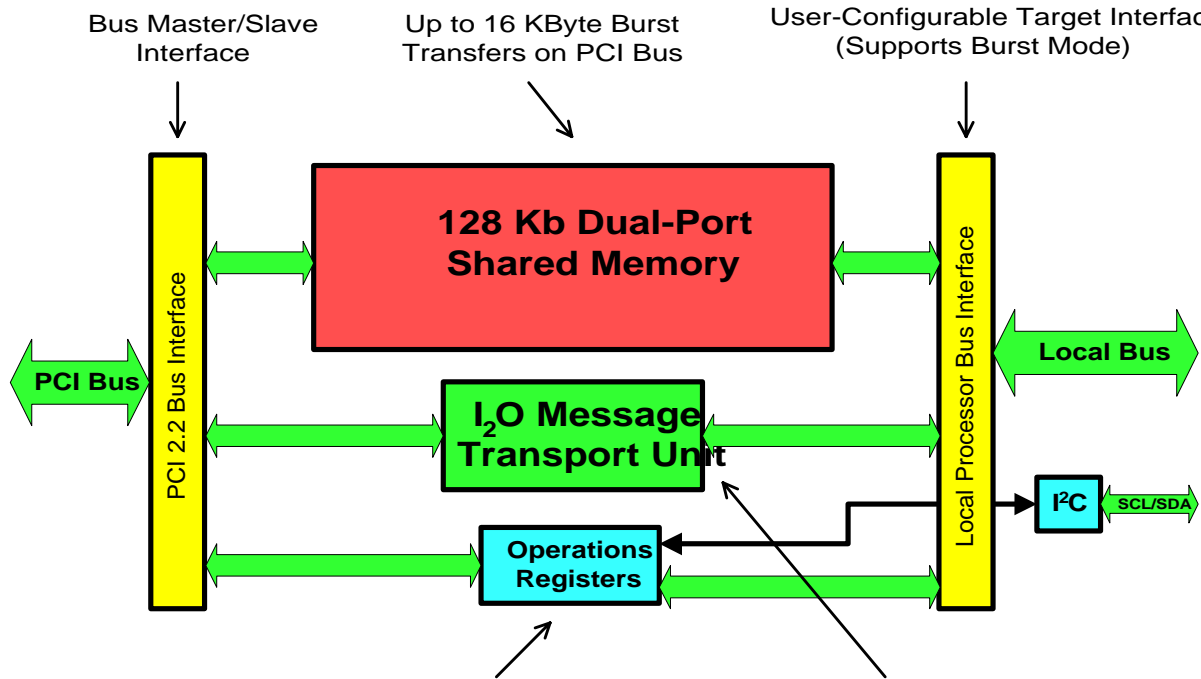 Bus Master/Slave
Interface
Up to 16 KByte Burst
Transfers on PCI Bus
User-Configurable Target Interfac
(Supports Burst Mode)
128 Kb Dual-Port
Shared Memory
PCI 2.2 Bus Interface
Local Processor Bus Interface
PCI Bus
Local Bus
I₂O Message
Transport Unit
I²C
SCL/SDA
Operations
Registers